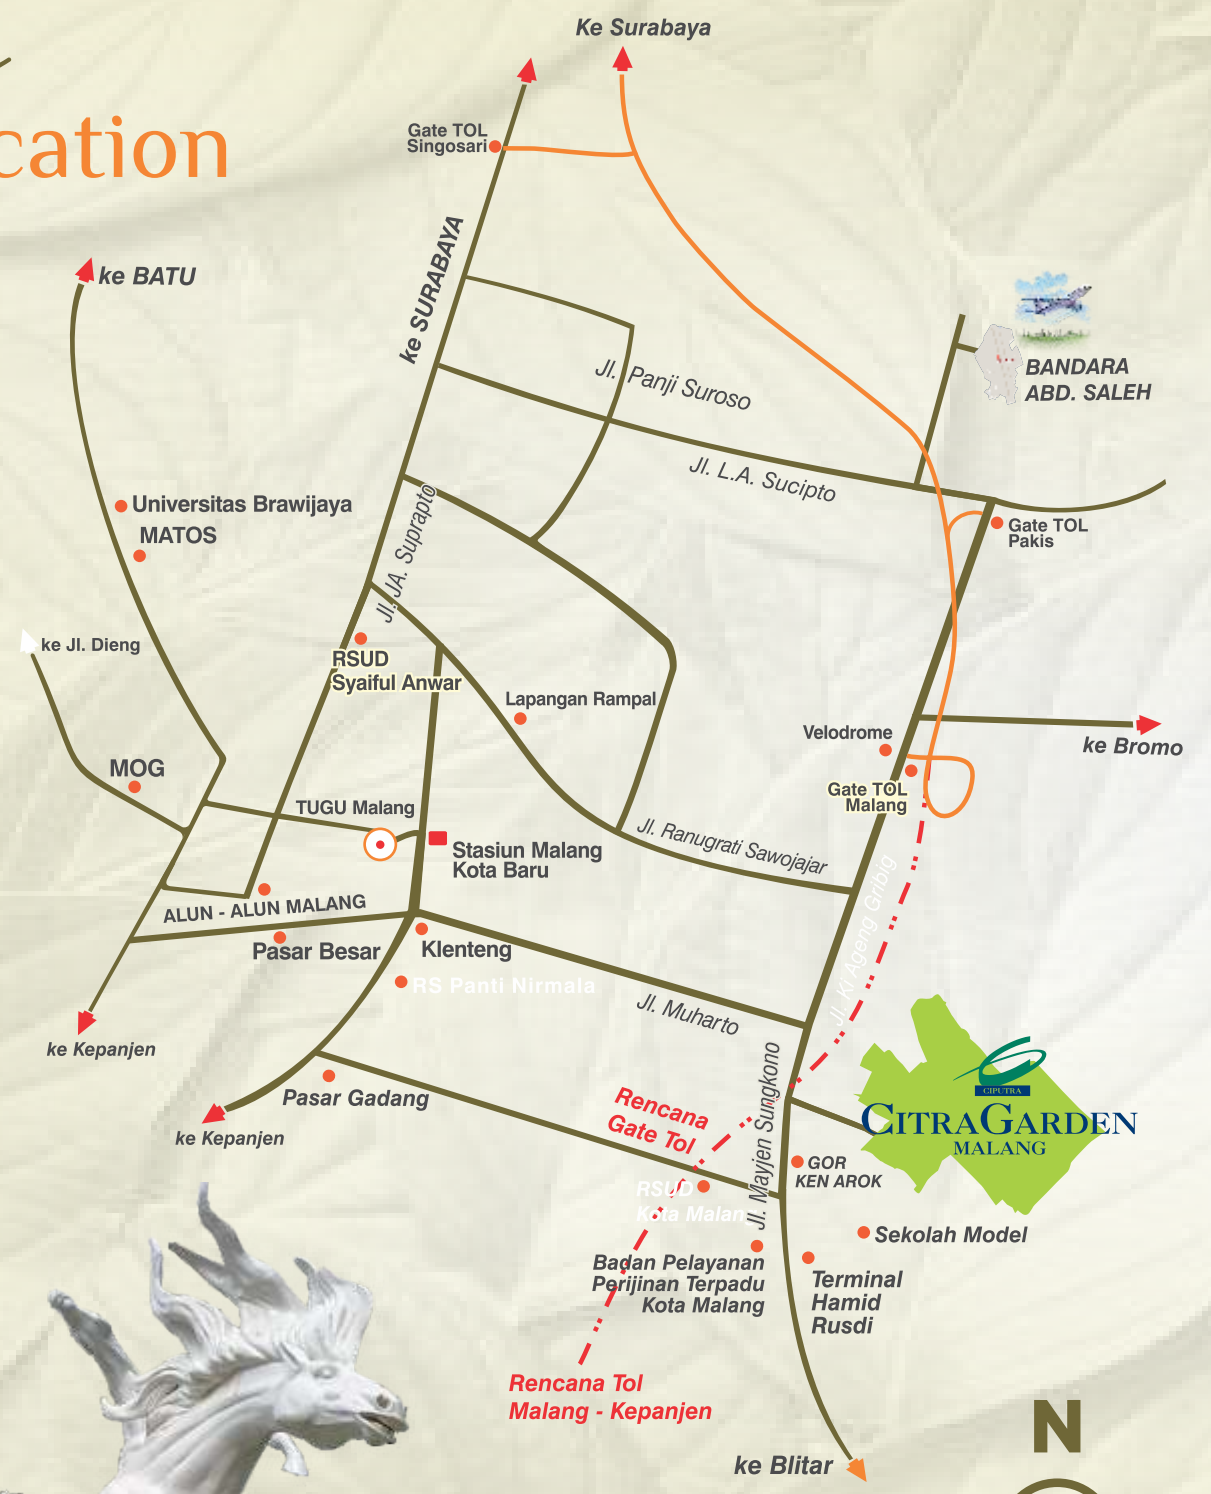 Ke Surabaya
cation
Gate TOL
Singosari
ke SURABAYA
ke BATU
BANDARA
ABD. SALEH
Jl. Panji Suroso
Jl. L.A. Sucipto
Universitas Brawijaya
MATOS
Jl. JA. Suprapto
Gate TOL
Pakis
ke Jl. Dieng
RSUD
Syaiful Anwar
Lapangan Rampal
Velodrome
ke Bromo
MOG
Gate TOL
Malang
TUGU Malang
Stasiun Malang
Kota Baru
Jl. Ranugrati Sawojajar
Jl. Ki Ageng Gribig
ALUN - ALUN MALANG
Pasar Besar
Klenteng
RS Panti Nirmala
Jl. Muharto
ke Kepanjen
Jl. Mayjen Sungkono
CIPUTRA
CITRAGARDEN
MALANG
Pasar Gadang
Rencana
Gate Tol
ke Kepanjen
GOR
KEN AROK
RSUD
Kota Malang
Sekolah Model
Badan Pelayanan
Perijinan Terpadu
Kota Malang
Terminal
Hamid
Rusdi
Rencana Tol
Malang - Kepanjen
N
ke Blitar